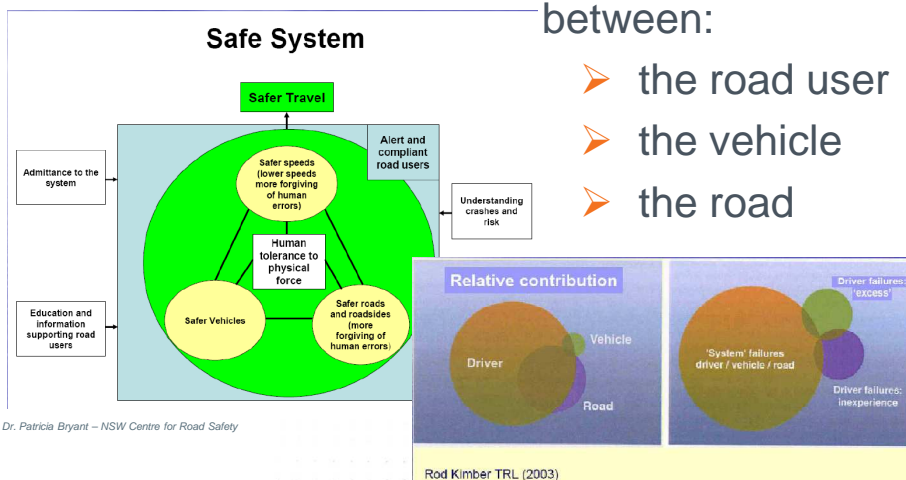 Safe System
Safer Travel
Alert and
compliant
road users
Admittance to the
system
Safer speeds
(lower speeds
more forgiving
of human
errors)
Understanding
crashes and
risk
Human
tolerance to
physical
force
Education and
information
supporting road
users
Safer Vehicles
Safer roads
and roadsides
(more
forgiving of
human errors)
Dr. Patricia Bryant – NSW Centre for Road Safety
between:
➢ the road user
➢ the vehicle
➢ the road
Relative contribution
Driver
Vehicle
Road
Driver failures:
'excess'
'System' failures
driver / vehicle / road
Driver failures:
inexperience
Rod Kimber TRL (2003)